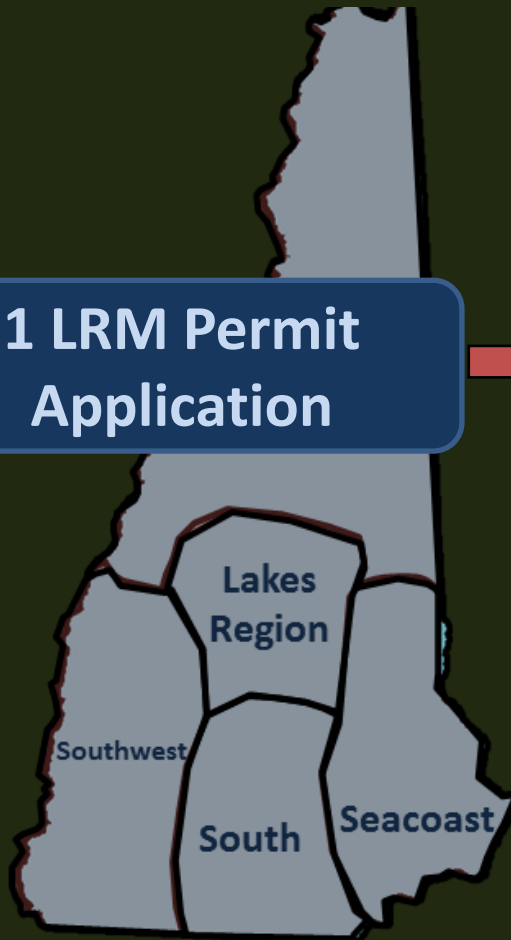 1 LRM Permit
Application
Lakes
Region
Southwest
South
Seacoast